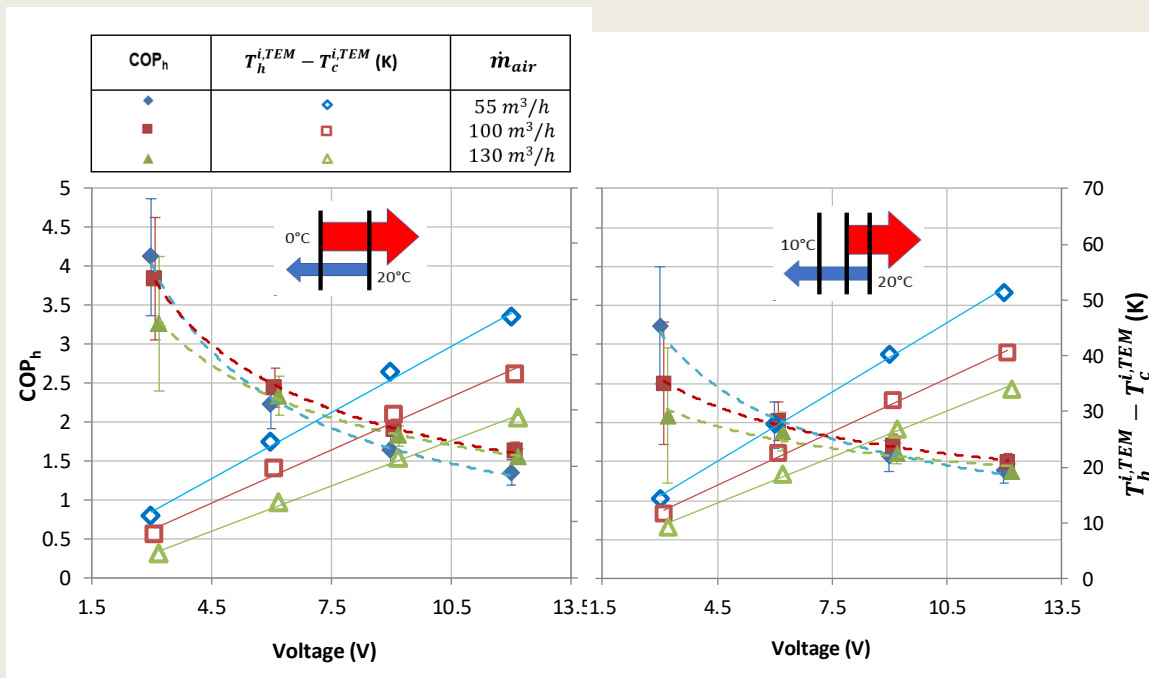 COPₕ T_h^{i,TEM} − T_c^{i,TEM} (K) ṁ_air
55 m³/h
100 m³/h
130 m³/h
5
4.5
4
3.5
3
2.5
2
1.5
1
0.5
0
COPₕ
0°C
20°C
1.5 4.5 7.5 10.5 13.5
Voltage (V)
10°C
20°C
70
60
50
40
30
20
10
0
T_h^{i,TEM} − T_c^{i,TEM} (K)
1.5 4.5 7.5 10.5 13.5
Voltage (V)